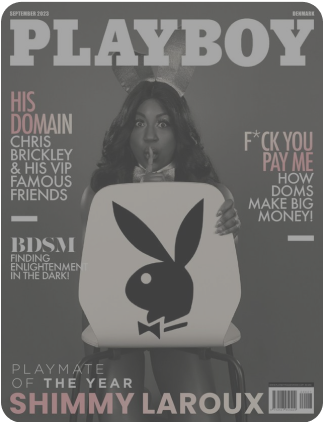 SEPTEMBER 2023
DENMARK
PLAYBOY
HIS
DOMAIN
CHRIS
BRICKLEY
& HIS VIP
FAMOUS
FRIENDS
F*CK YOU
PAY ME
HOW
DOMS
MAKE BIG
MONEY!
BDSM
FINDING
ENLIGHTENMENT
IN THE DARK!
PLAYMATE
OF THE YEAR
SHIMMY LAROUX